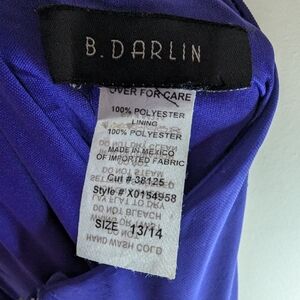 B. DARLIN
OVER FOR CARE
100% POLYESTER
LINING
100% POLYESTER
MADE IN MEXICO
OF IMPORTED FABRIC
Cut # 38125
Style # X0154958
SIZE 13/14